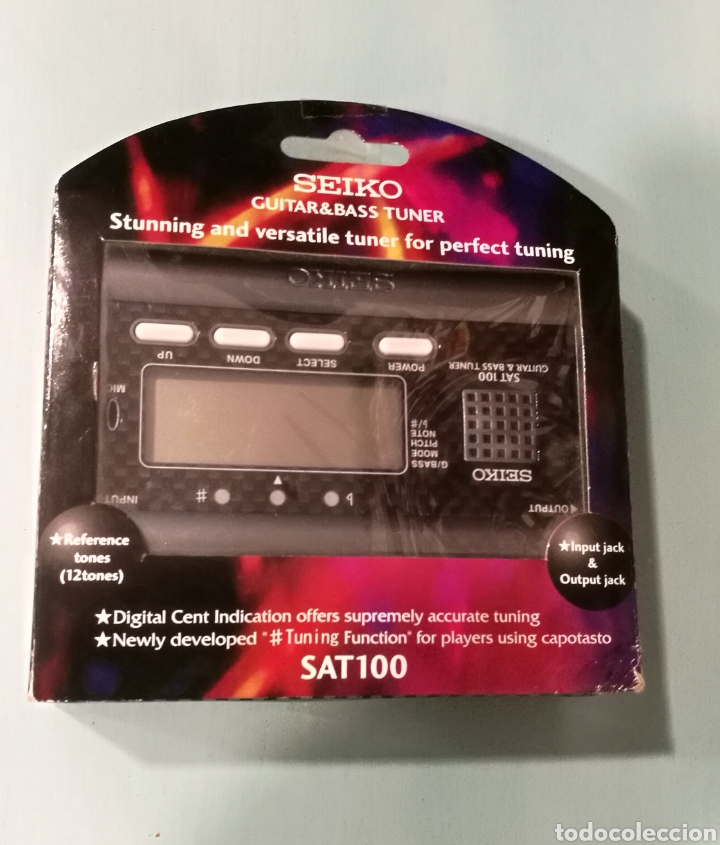 SEIKO
GUITAR&BASS TUNER
Stunning and versatile tuner for perfect tuning
SEIKO
UP
DOWN
SELECT
POWER
SAT100
GUITAR & BASS TUNER
MIC
♭/#
NOTE
PITCH
MODE
G/BASS
SEIKO
INPUT
#
▲
♭
◀OUTPUT
★Reference
tones
(12tones)
★Input jack
&
Output jack
★Digital Cent Indication offers supremely accurate tuning
★Newly developed "#Tuning Function" for players using capotasto
SAT100
todocoleccion